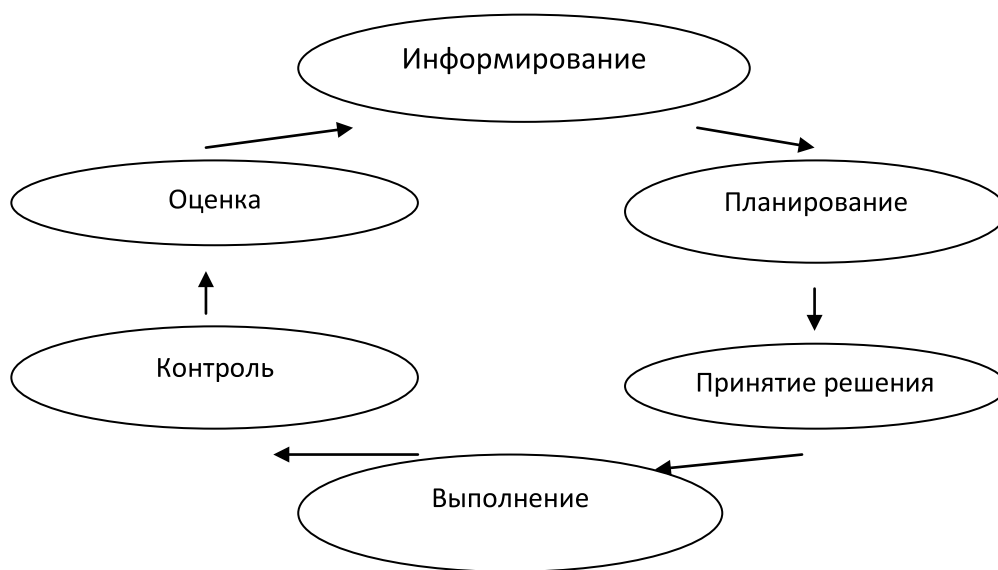 Информирование
Планирование
Принятие решения
Выполнение
Контроль
Оценка